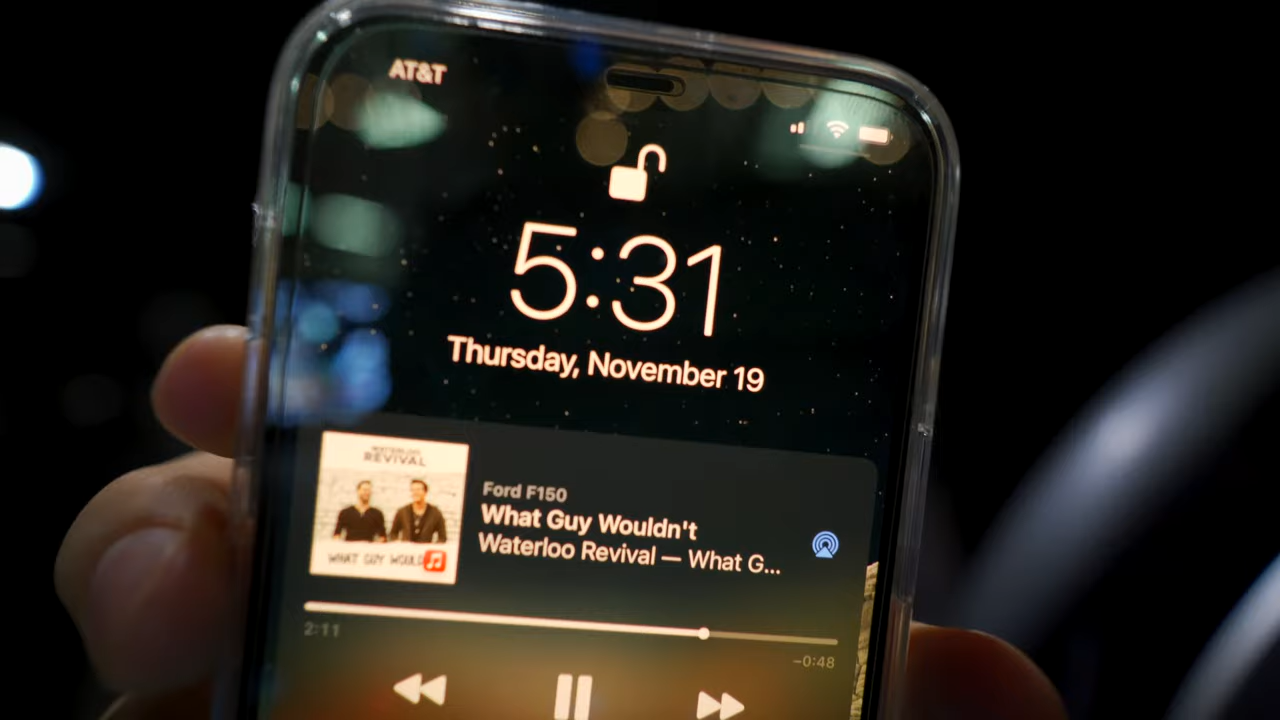 AT&T
5:31
Thursday, November 19
WATERLOO
REVIVAL
WHAT GUY
Ford F150
What Guy Wouldn't
Waterloo Revival — What G...
2:11
-0:48